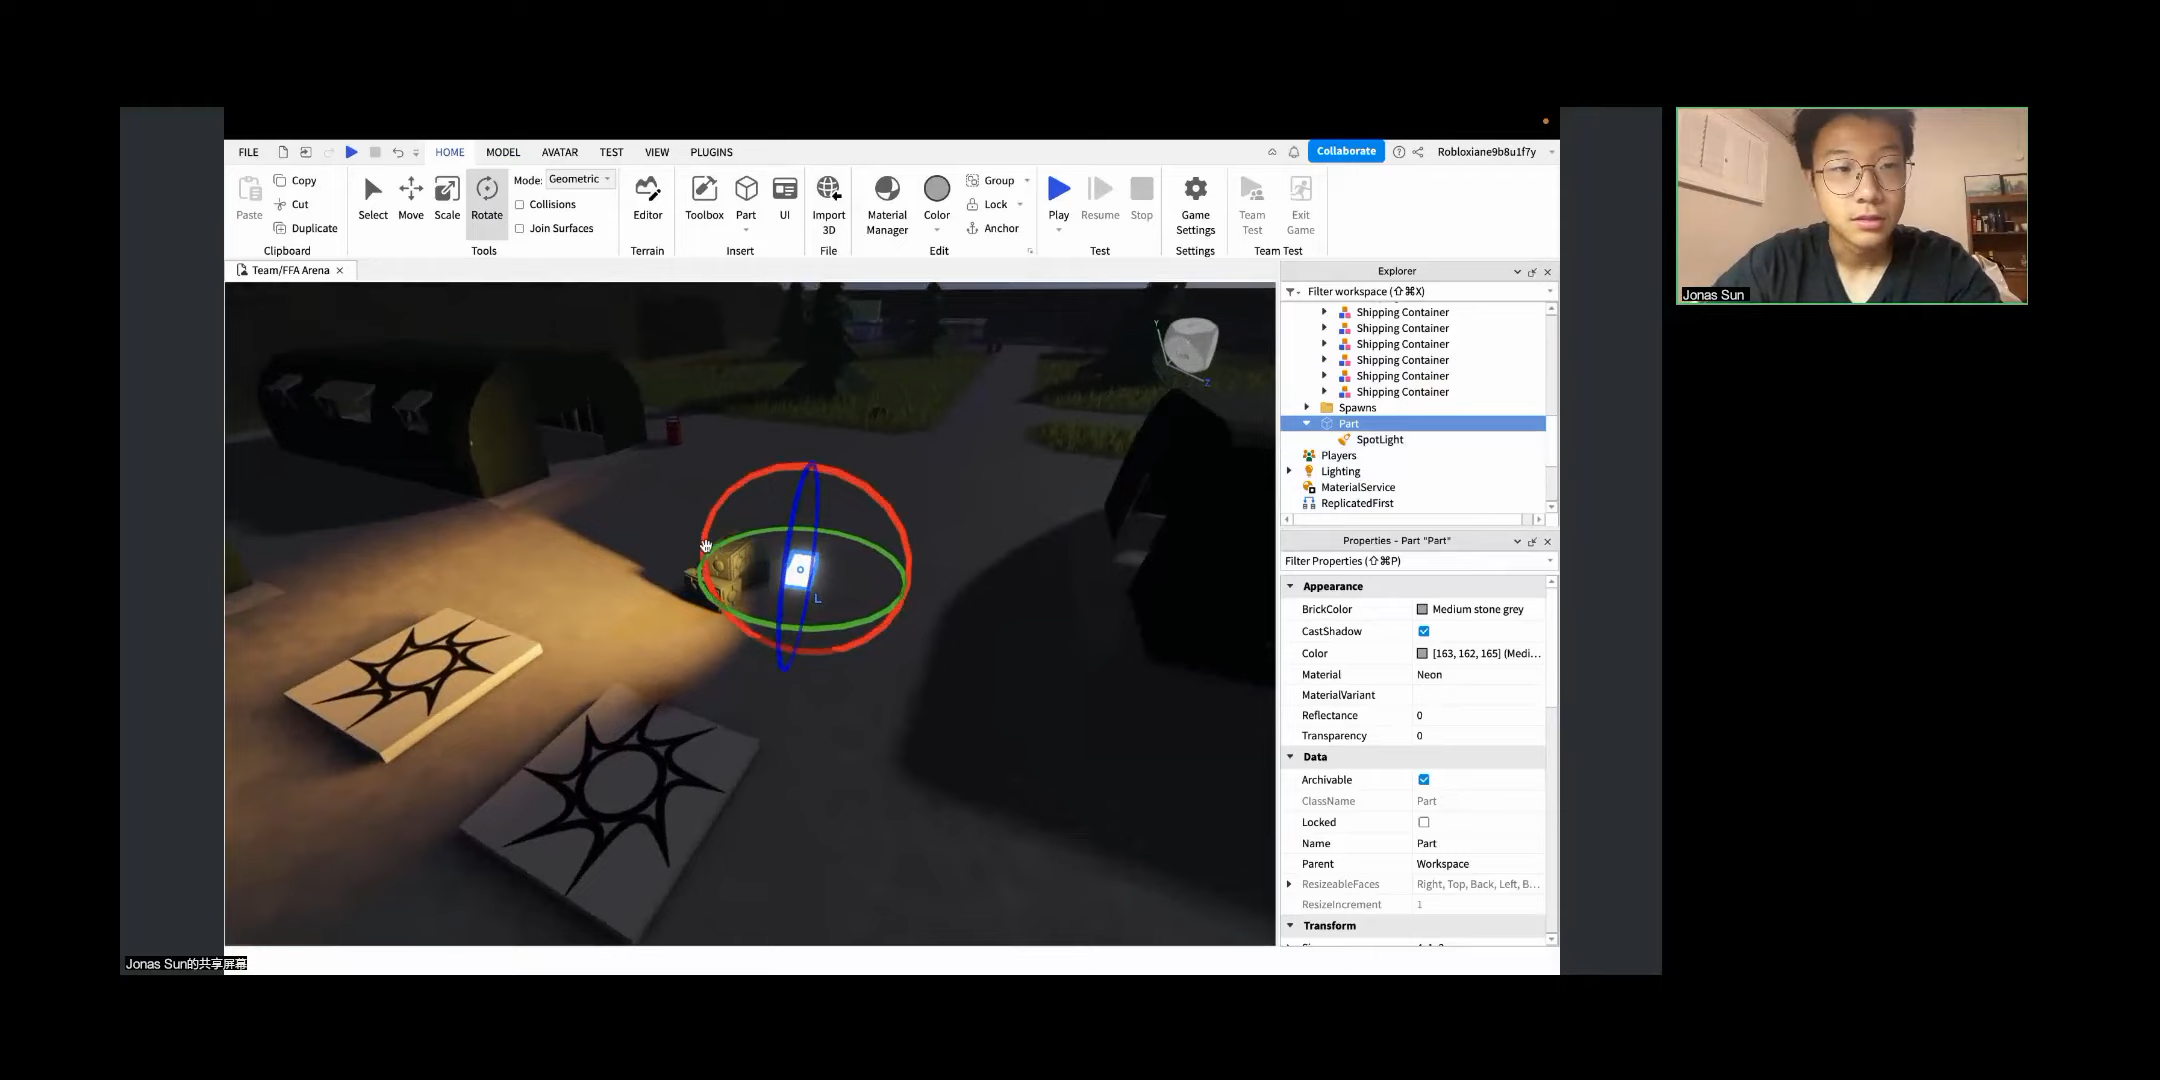 FILE
HOME
MODEL
AVATAR
TEST
VIEW
PLUGINS
Collaborate
Robloxiane9b8u1f7y
Paste
Copy
Cut
Duplicate
Clipboard
Select
Move
Scale
Rotate
Mode: Geometric
Collisions
Join Surfaces
Tools
Editor
Terrain
Toolbox
Part
UI
Insert
Import
3D
File
Material
Manager
Color
Group
Lock
Anchor
Edit
Play
Resume
Stop
Test
Game
Settings
Settings
Team
Test
Exit
Game
Team Test
Team/FFA Arena
Explorer
Filter workspace (⇧⌘X)
Shipping Container
Shipping Container
Shipping Container
Shipping Container
Shipping Container
Shipping Container
Spawns
Part
SpotLight
Players
Lighting
MaterialService
ReplicatedFirst
Properties - Part "Part"
Filter Properties (⇧⌘P)
Appearance
BrickColor Medium stone grey
CastShadow
Color [163, 162, 165] (Medi...
Material Neon
MaterialVariant
Reflectance 0
Transparency 0
Data
Archivable
ClassName Part
Locked
Name Part
Parent Workspace
ResizeableFaces Right, Top, Back, Left, B...
ResizeIncrement 1
Transform
Y
Z
L
Jonas Sun
Jonas Sun的共享屏幕